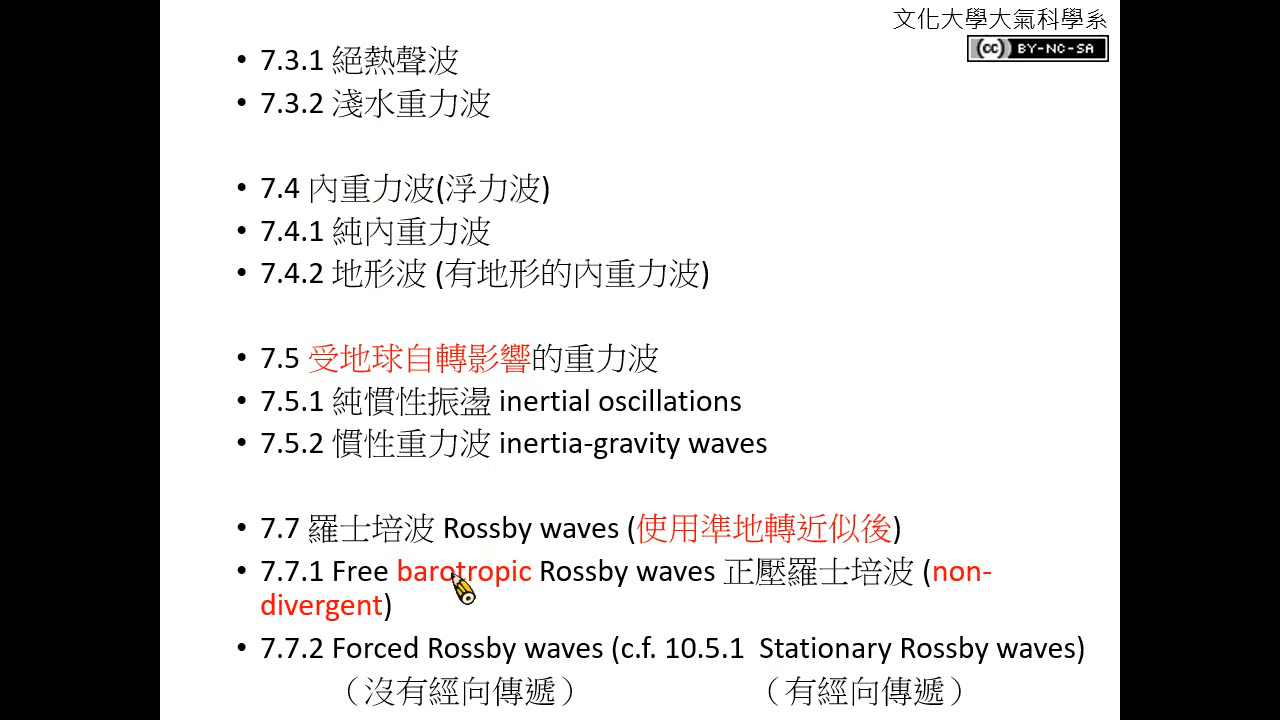 文化大學大氣科學系
(cc) BY-NC-SA
• 7.3.1 絕熱聲波
• 7.3.2 淺水重力波
• 7.4 內重力波(浮力波)
• 7.4.1 純內重力波
• 7.4.2 地形波 (有地形的內重力波)
• 7.5 受地球自轉影響的重力波
• 7.5.1 純慣性振盪 inertial oscillations
• 7.5.2 慣性重力波 inertia-gravity waves
• 7.7 羅士培波 Rossby waves (使用準地轉近似後)
• 7.7.1 Free barotropic Rossby waves 正壓羅士培波 (non-
divergent)
• 7.7.2 Forced Rossby waves (c.f. 10.5.1 Stationary Rossby waves)
（沒有經向傳遞） （有經向傳遞）